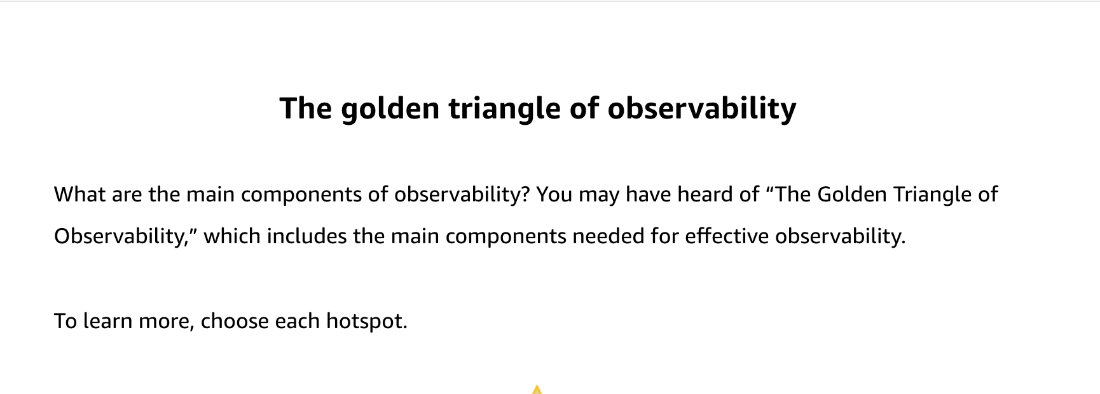 The golden triangle of observability
What are the main components of observability? You may have heard of “The Golden Triangle of
Observability,” which includes the main components needed for effective observability.
To learn more, choose each hotspot.